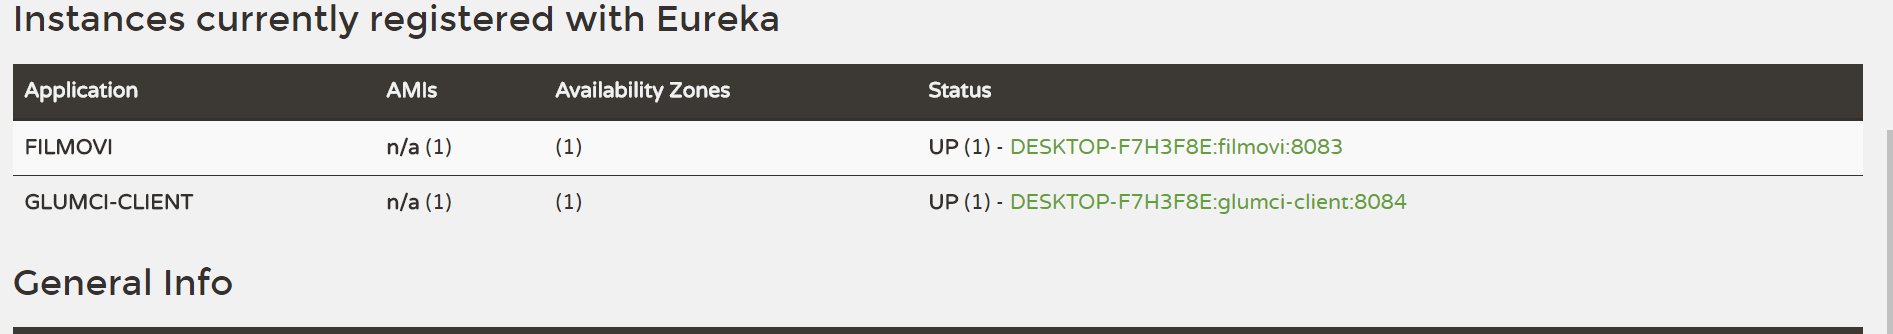 Instances currently registered with Eureka
Application AMIs Availability Zones Status
FILMOVI n/a (1) (1) UP (1) - DESKTOP-F7H3F8E:filmovi:8083
GLUMCI-CLIENT n/a (1) (1) UP (1) - DESKTOP-F7H3F8E:glumci-client:8084
General Info